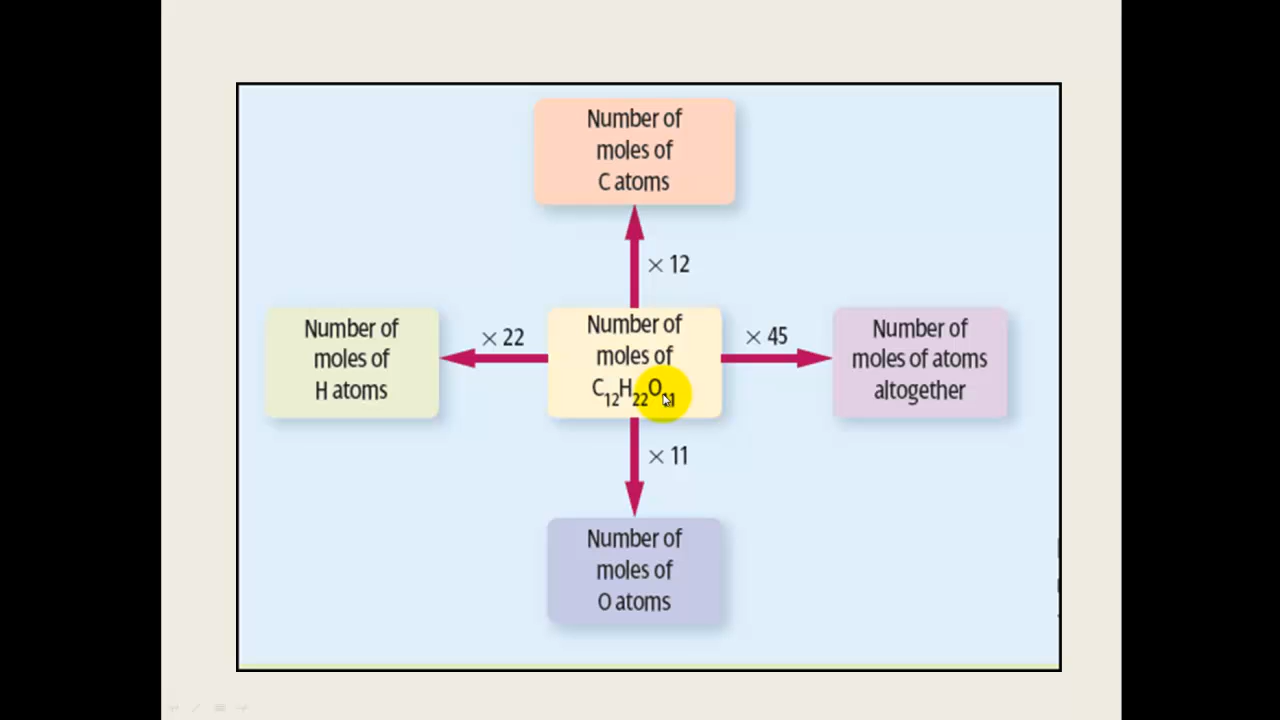 Number of
moles of
C atoms
× 12
Number of
moles of
H atoms
× 22
Number of
moles of
C₁₂H₂₂O₁₁
× 45
Number of
moles of atoms
altogether
× 11
Number of
moles of
O atoms